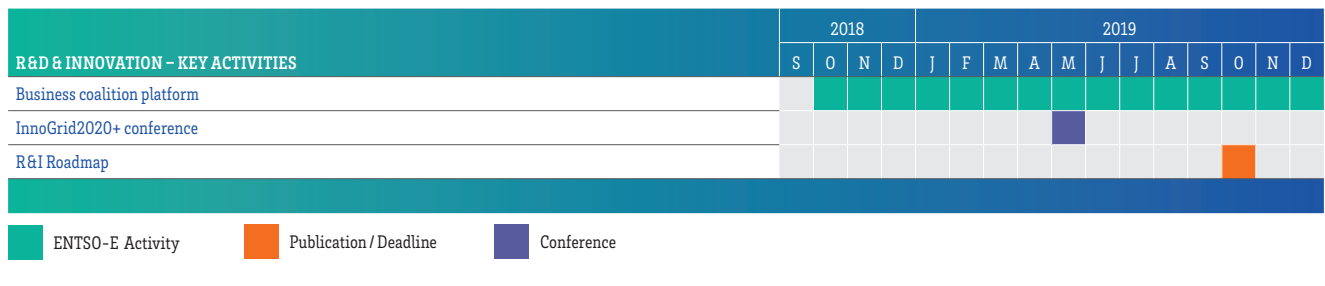 2018 2019
R&D & INNOVATION – KEY ACTIVITIES S O N D J F M A M J J A S O N D
Business coalition platform
InnoGrid2020+ conference
R&I Roadmap
ENTSO-E Activity Publication / Deadline Conference